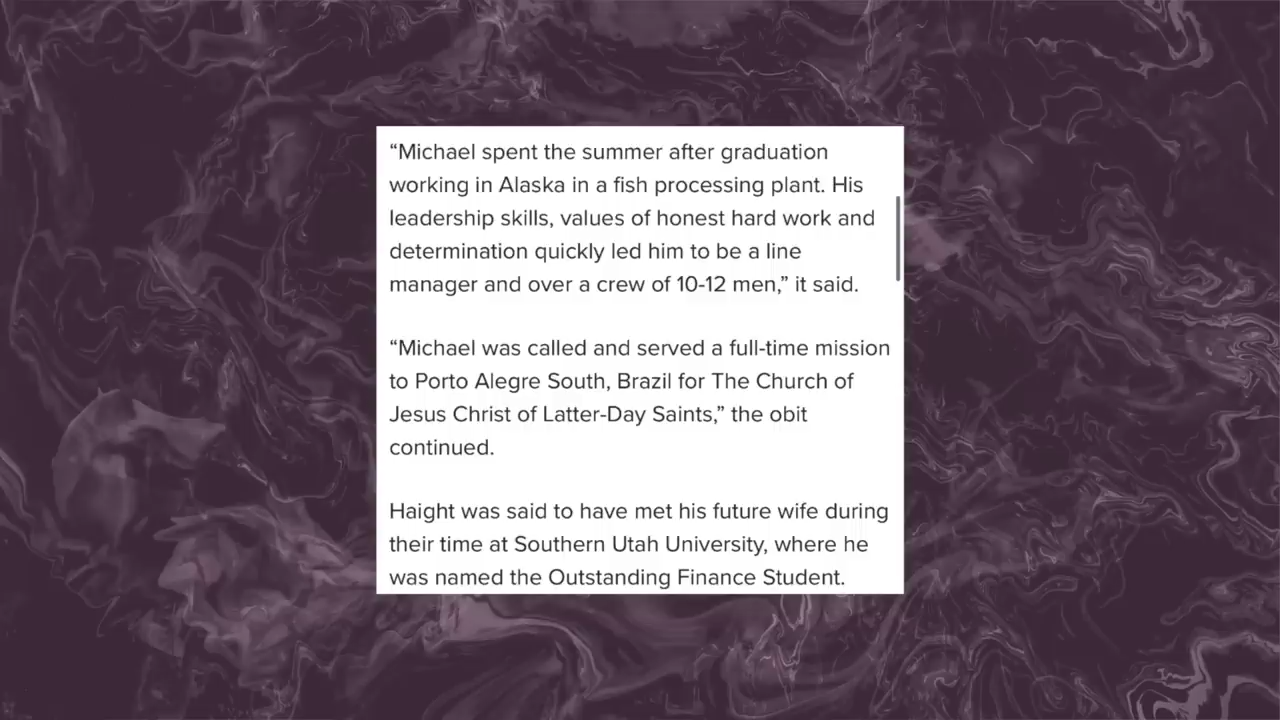 “Michael spent the summer after graduation
working in Alaska in a fish processing plant. His
leadership skills, values of honest hard work and
determination quickly led him to be a line
manager and over a crew of 10-12 men,” it said.
“Michael was called and served a full-time mission
to Porto Alegre South, Brazil for The Church of
Jesus Christ of Latter-Day Saints,” the obit
continued.
Haight was said to have met his future wife during
their time at Southern Utah University, where he
was named the Outstanding Finance Student.